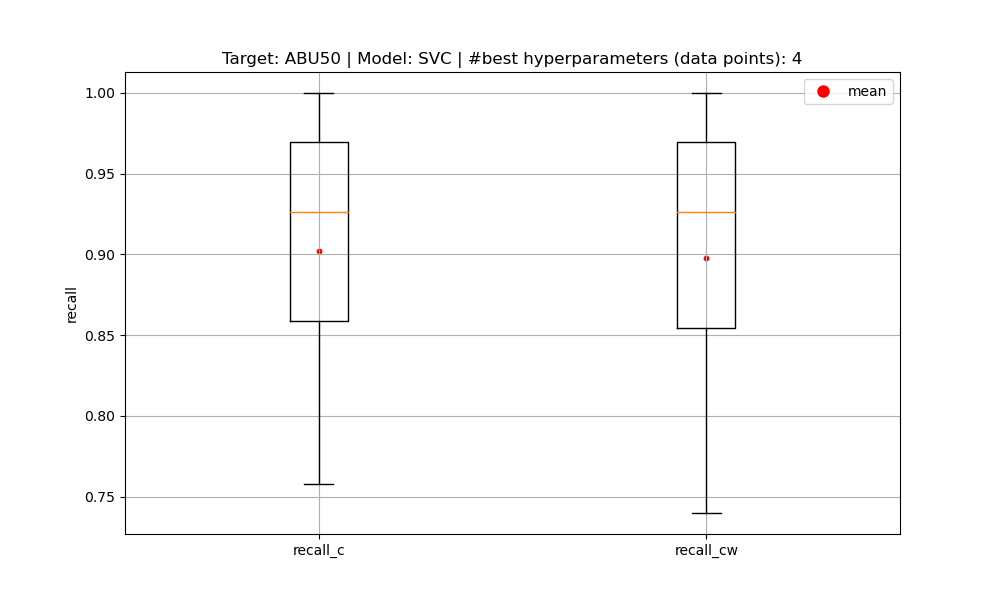 Target: ABU50 | Model: SVC | #best hyperparameters (data points): 4
mean
1.00
0.95
0.90
0.85
0.80
0.75
recall
recall_c
recall_cw